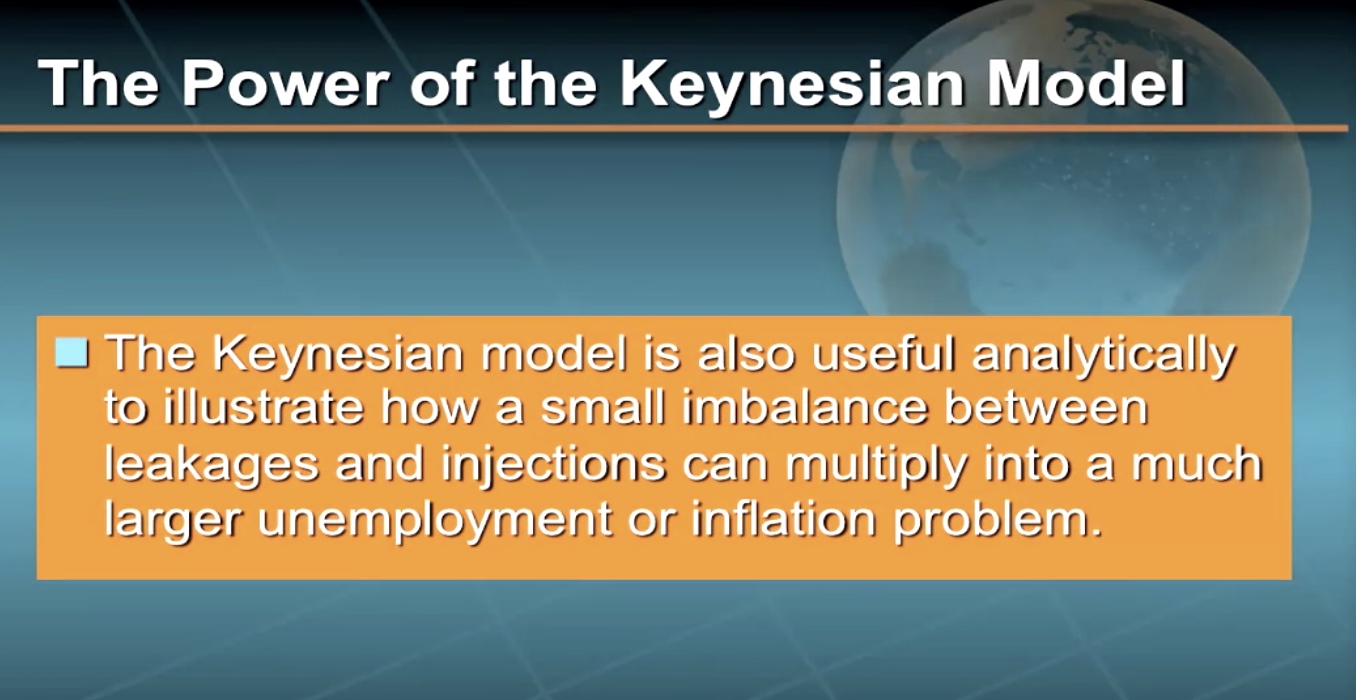 The Power of the Keynesian Model
The Keynesian model is also useful analytically
to illustrate how a small imbalance between
leakages and injections can multiply into a much
larger unemployment or inflation problem.